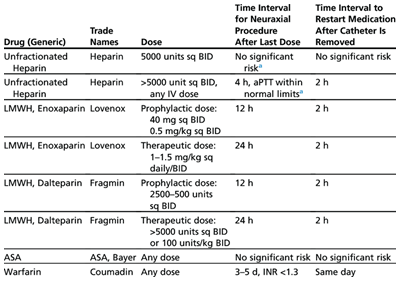 Drug (Generic) Trade Names Dose Time Interval for Neuraxial Procedure After Last Dose Time Interval to Restart Medication After Catheter Is Removed
Unfractionated Heparin Heparin 5000 units sq BID No significant riskᵃ No significant risk
Unfractionated Heparin Heparin >5000 unit sq BID, any IV dose 4 h, aPTT within normal limitsᵃ 2 h
LMWH, Enoxaparin Lovenox Prophylactic dose: 40 mg sq BID 0.5 mg/kg sq 12 h 2 h
LMWH, Enoxaparin Lovenox Therapeutic dose: 1–1.5 mg/kg sq daily/BID 24 h 2 h
LMWH, Dalteparin Fragmin Prophylactic dose: 2500–500 units sq BID 12 h 2 h
LMWH, Dalteparin Fragmin Therapeutic dose: >5000 units sq BID or 100 units/kg BID 24 h 2 h
ASA ASA, Bayer Any dose No significant risk No significant risk
Warfarin Coumadin Any dose 3–5 d, INR <1.3 Same day